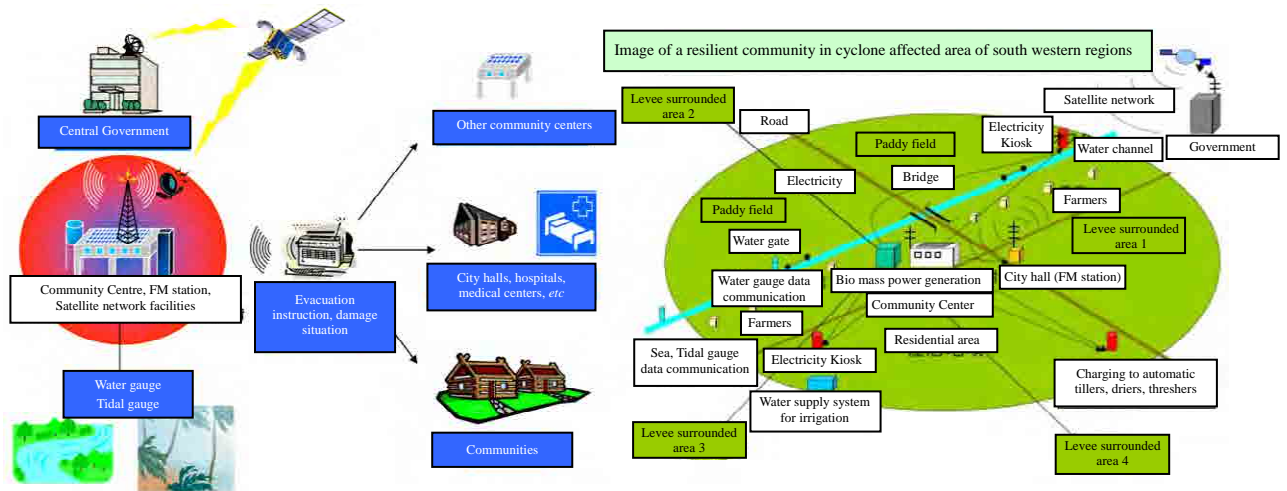 Central Government
Community Centre, FM station,
Satellite network facilities
Water gauge
Tidal gauge
Evacuation
instruction, damage
situation
Other community centers
City halls, hospitals,
medical centers, etc
Communities
Image of a resilient community in cyclone affected area of south western regions
Levee surrounded
area 2
Road
Paddy field
Electricity
Kiosk
Satellite network
Water channel
Government
Electricity
Bridge
Farmers
Paddy field
Levee surrounded
area 1
Water gate
Water gauge data
communication
Bio mass power generation
City hall (FM station)
Community Center
Farmers
Residential area
Sea, Tidal gauge
data communication
Electricity Kiosk
Charging to automatic
tillers, driers, threshers
Water supply system
for irrigation
Levee surrounded
area 3
Levee surrounded
area 4